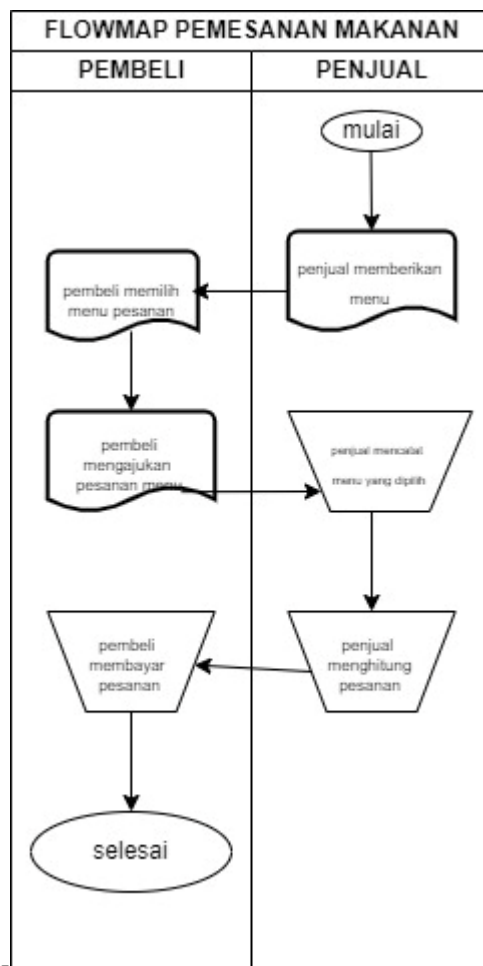 FLOWMAP PEMESANAN MAKANAN
PEMBELI
PENJUAL
mulai
penjual memberikan
menu
pembeli memilih
menu pesanan
pembeli
mengajukan
pesanan menu
penjual mencatat
menu yang dipilih
penjual
menghitung
pesanan
pembeli
membayar
pesanan
selesai